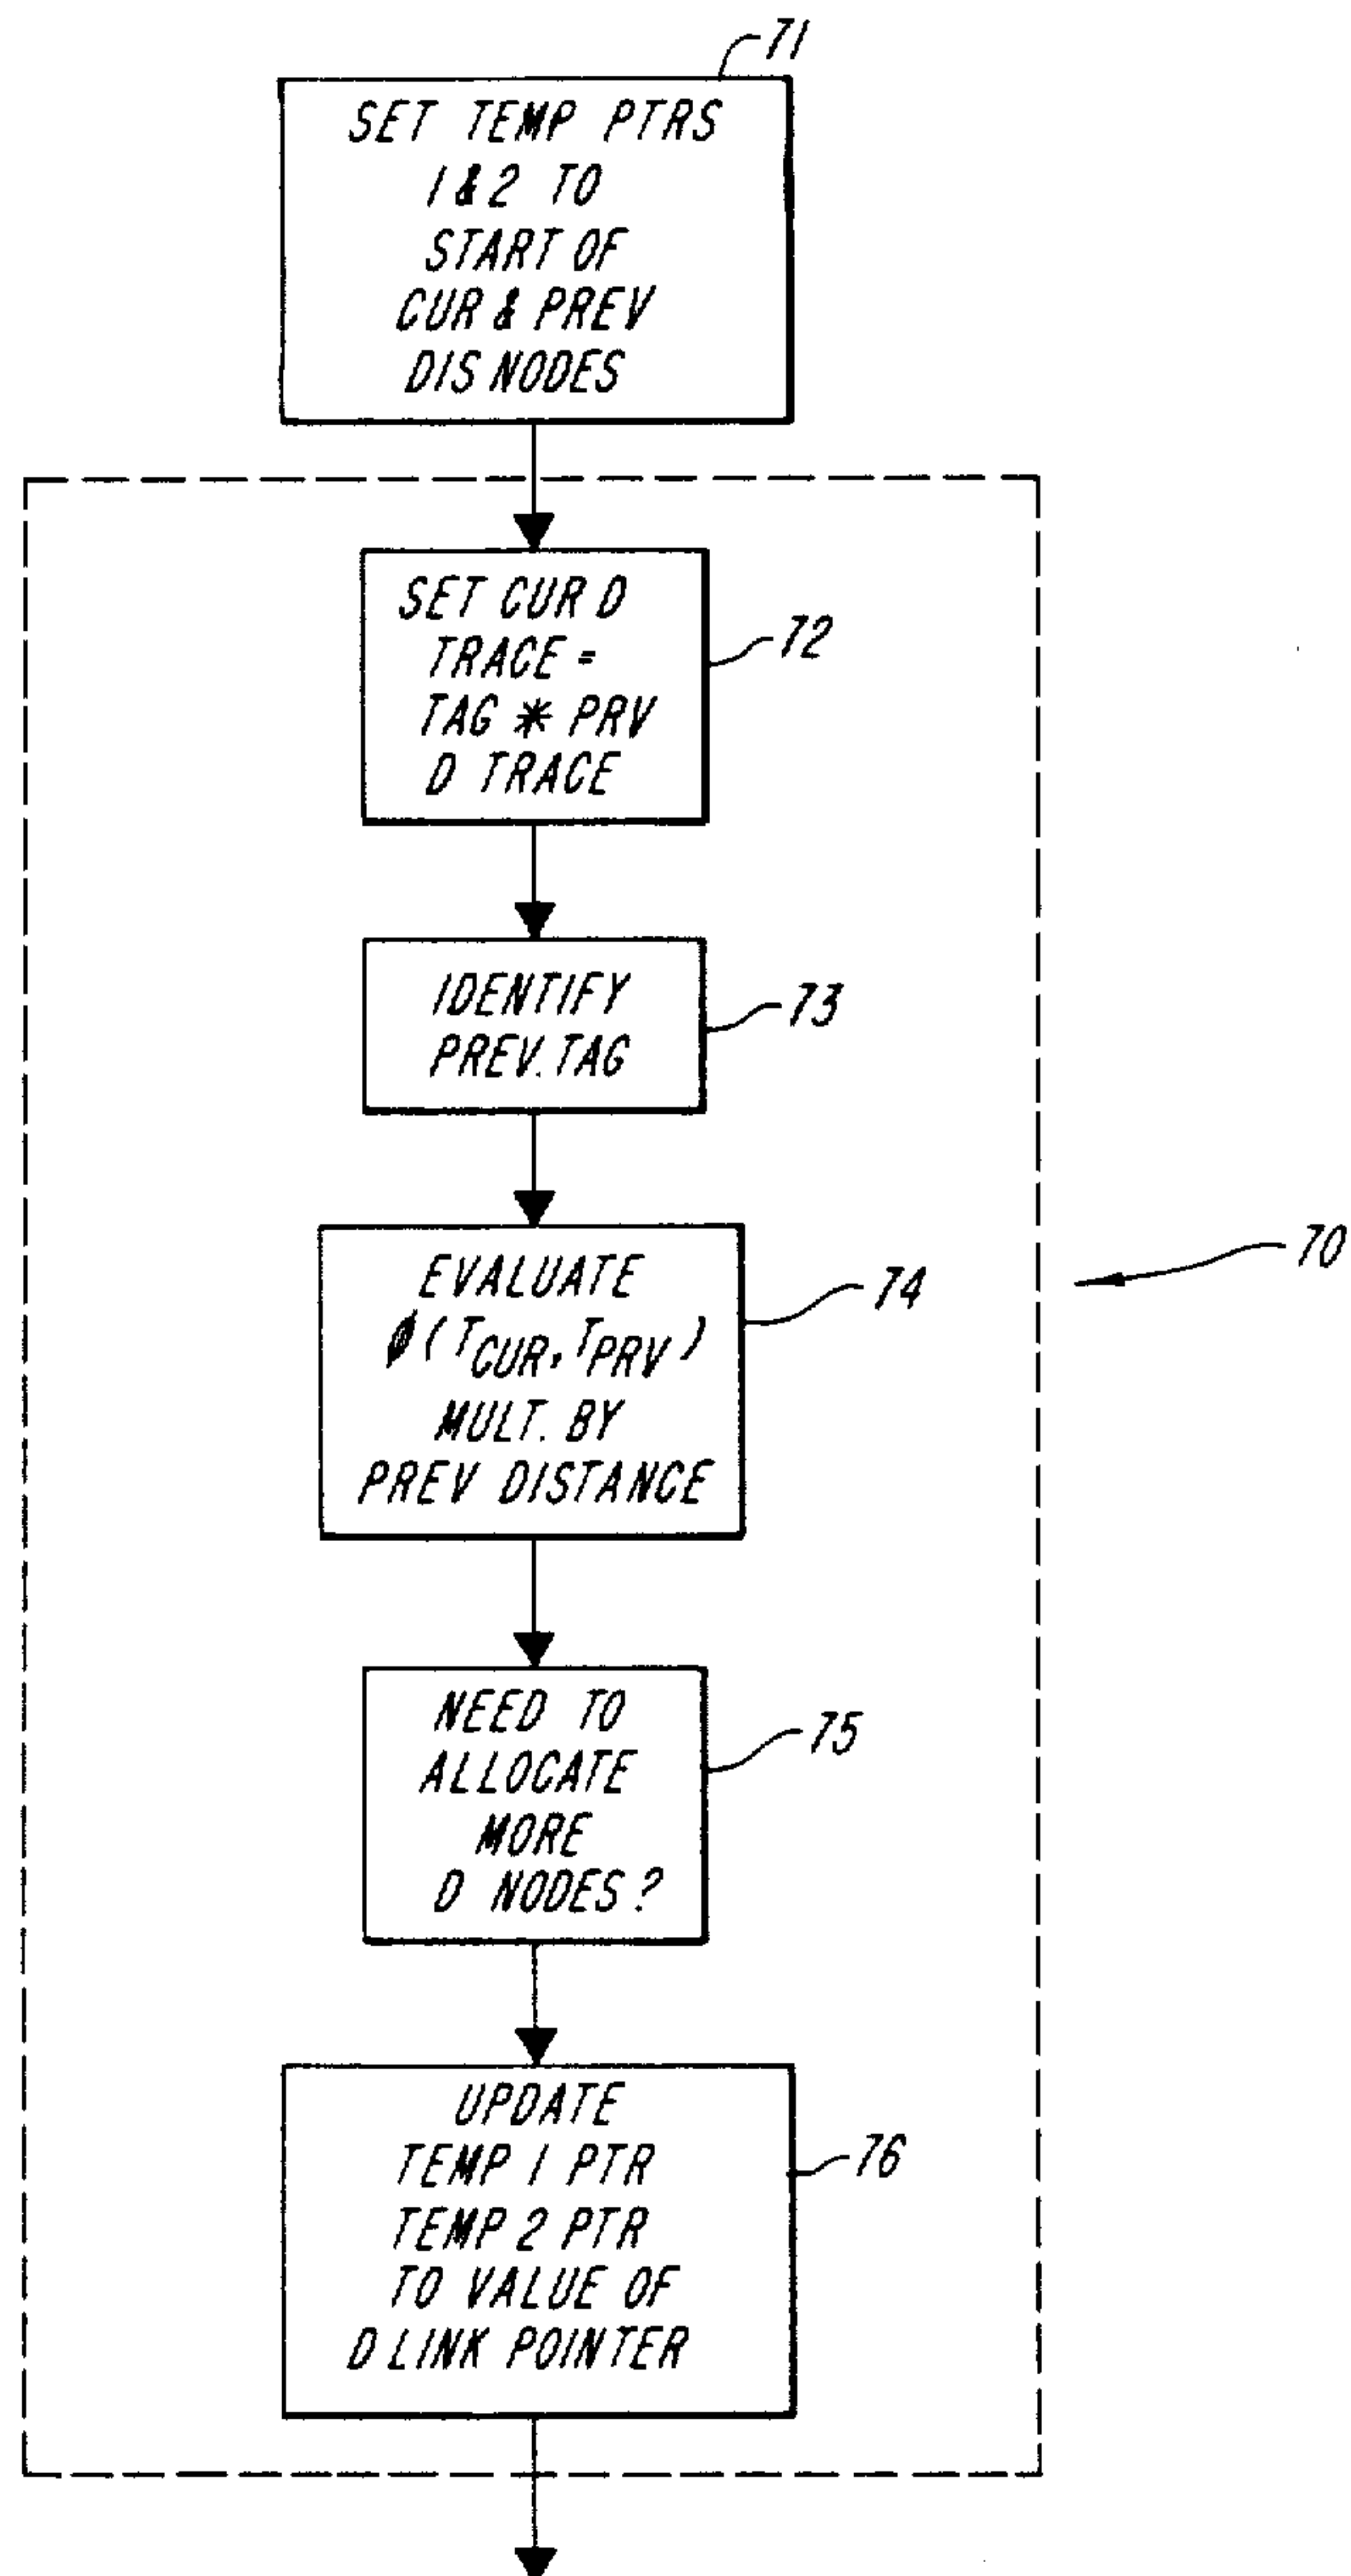 71
SET TEMP PTRS
1 & 2 TO
START OF
CUR & PREV
DIS NODES
SET CUR D
TRACE =
TAG * PRV
D TRACE
72
IDENTIFY
PREV. TAG
73
EVALUATE
ϕ(T_CUR, T_PRV)
MULT. BY
PREV DISTANCE
74
70
NEED TO
ALLOCATE
MORE
D NODES?
75
UPDATE
TEMP 1 PTR
TEMP 2 PTR
TO VALUE OF
D LINK POINTER
76